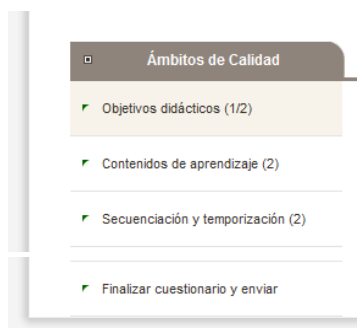 Ámbitos de Calidad
Objetivos didácticos (1/2)
Contenidos de aprendizaje (2)
Secuenciación y temporización (2)
Finalizar cuestionario y enviar